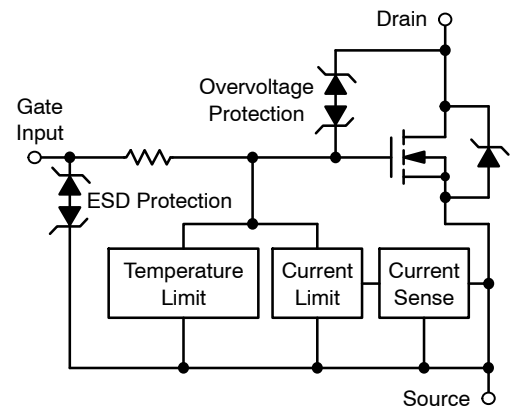 Drain
Overvoltage
Protection
Gate
Input
ESD Protection
Temperature
Limit
Current
Limit
Current
Sense
Source